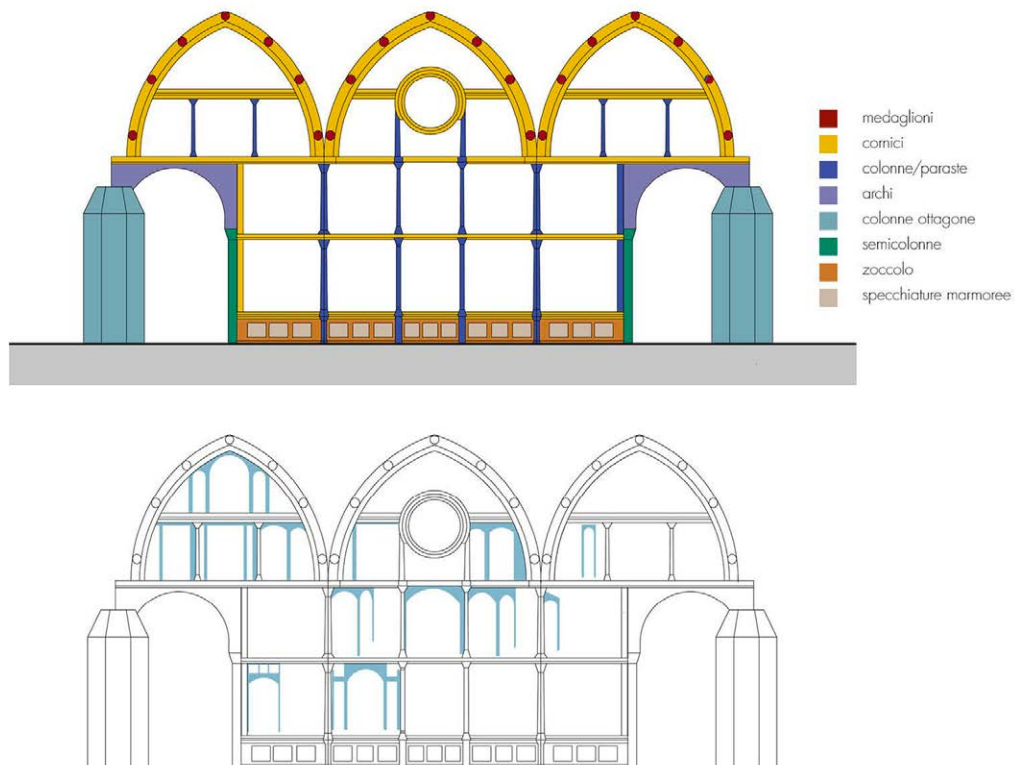 medaglioni
cornici
colonne/paraste
archi
colonne ottagone
semicolonne
zoccolo
specchiature marmoree